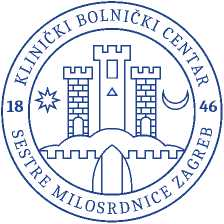 KLINIČKI BOLNIČKI CENTAR
18 46
SESTRE MILOSRDNICE ZAGREB